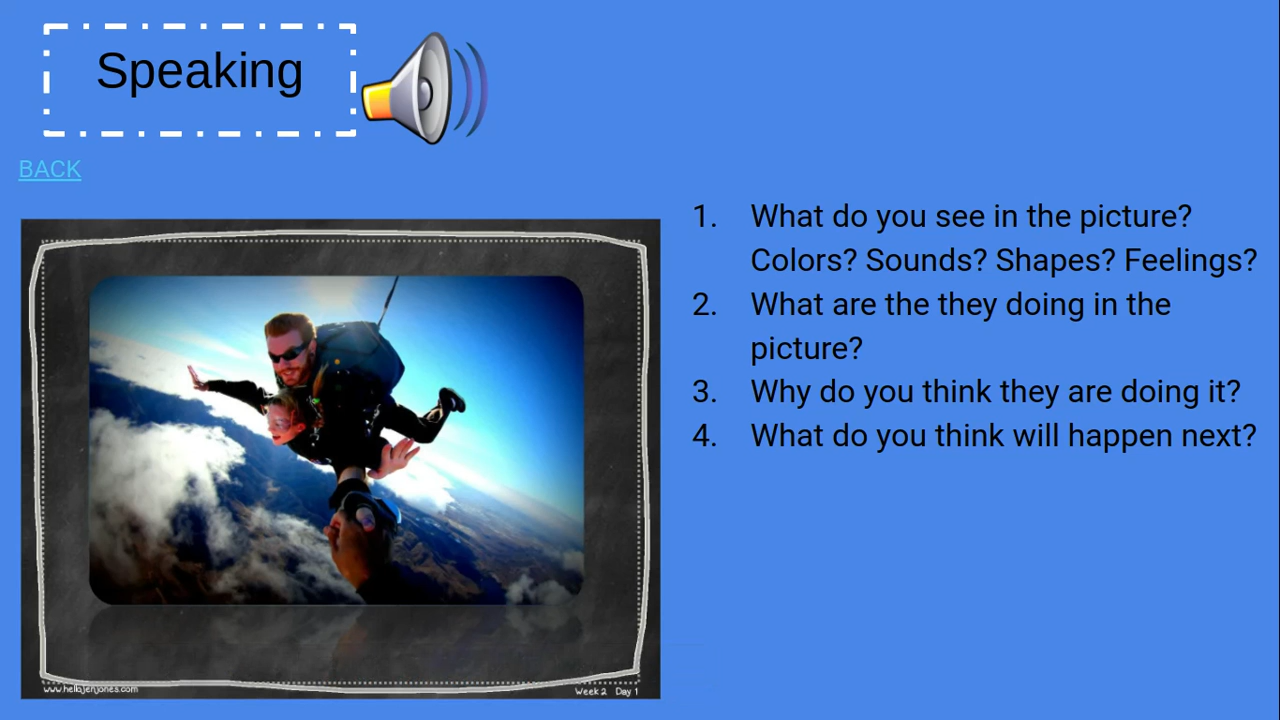 Speaking
BACK
1. What do you see in the picture?
Colors? Sounds? Shapes? Feelings?
2. What are the they doing in the
picture?
3. Why do you think they are doing it?
4. What do you think will happen next?
www.hellojenjones.com
Week 2 Day 1